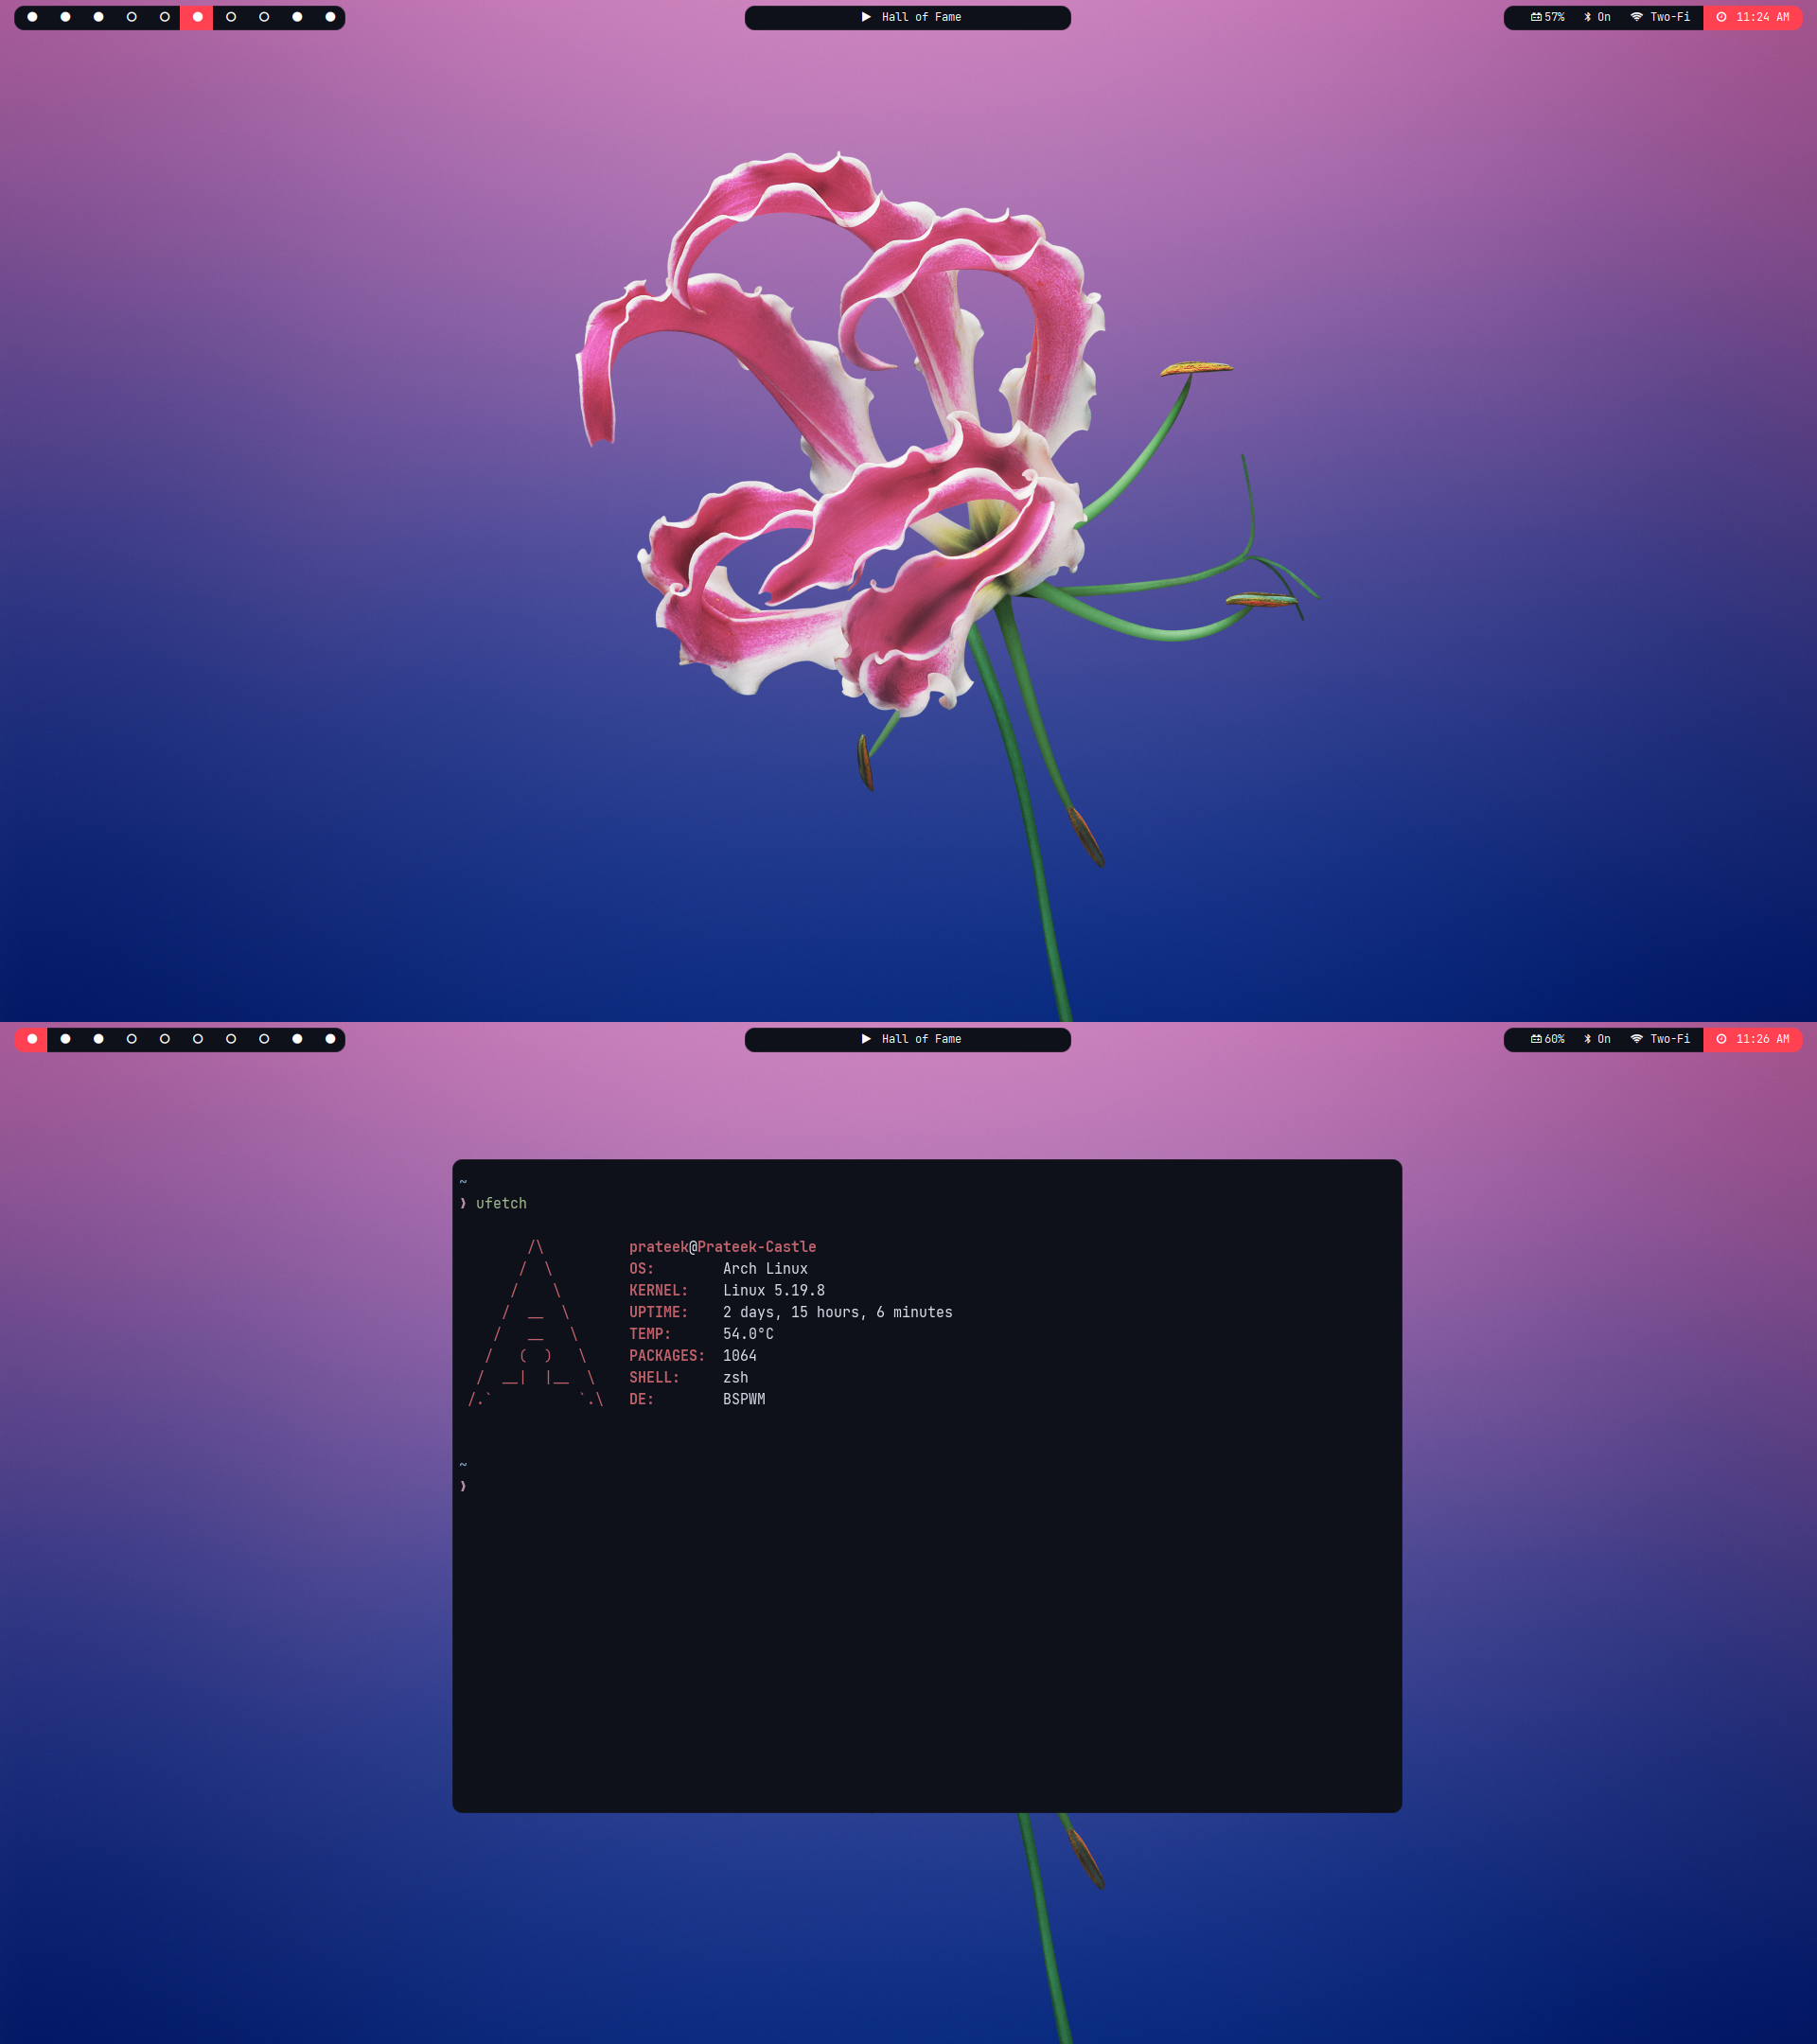 Hall of Fame
57% On Two-Fi 11:24 AM
Hall of Fame
60% On Two-Fi 11:26 AM
~
❯ ufetch
prateek@Prateek-Castle
OS: Arch Linux
KERNEL: Linux 5.19.8
UPTIME: 2 days, 15 hours, 6 minutes
TEMP: 54.0°C
PACKAGES: 1064
SHELL: zsh
DE: BSPWM
~
❯